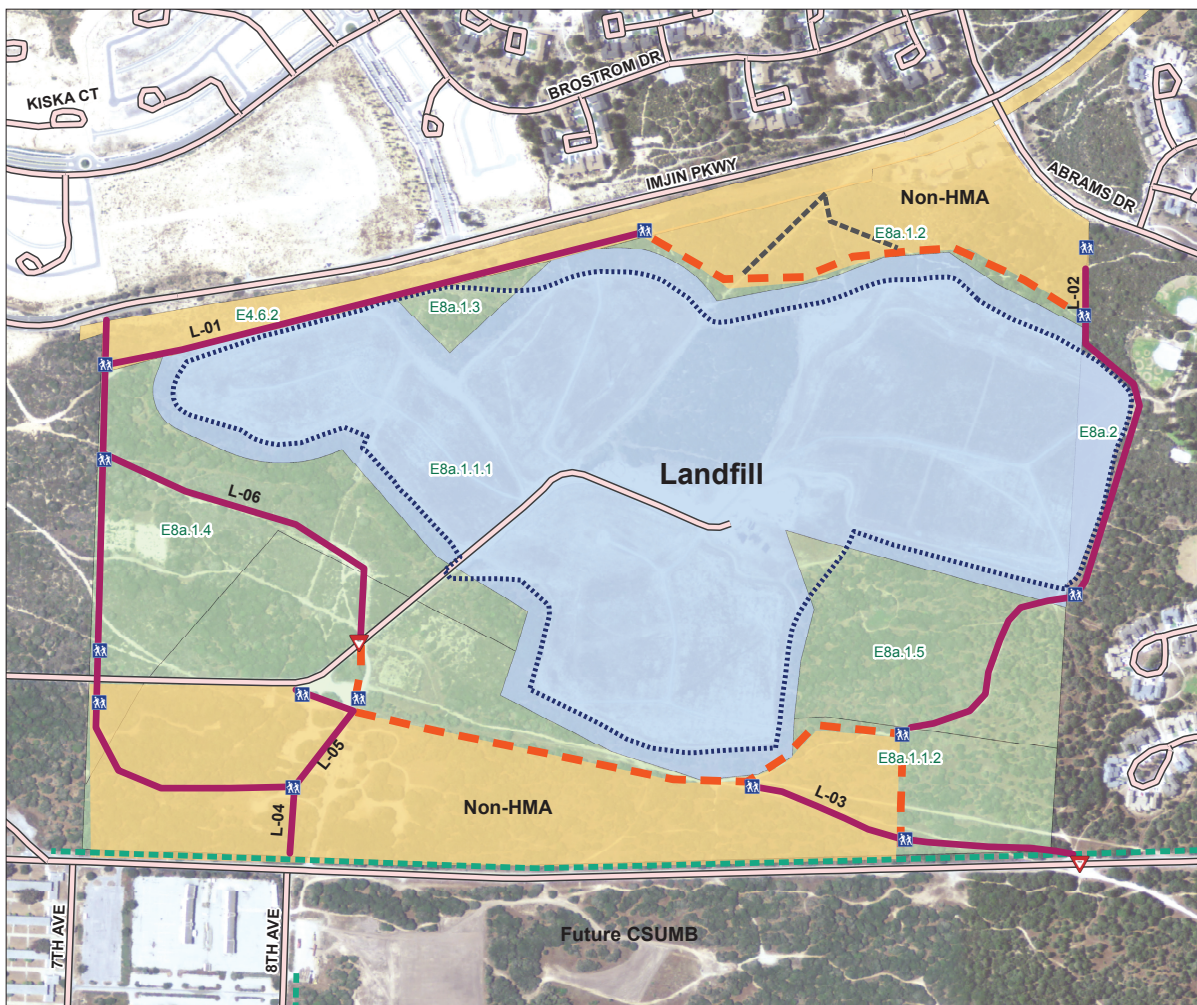 KISKA CT
BROSTROM DR
IMJIN PKWY
ABRAMS DR
Non-HMA
E8a.1.2
L-02
E8a.1.3
E4.6.2
L-01
E8a.2
E8a.1.1.1
Landfill
L-06
E8a.1.4
E8a.1.5
L-05
E8a.1.1.2
L-03
Non-HMA
L-04
7TH AVE
8TH AVE
Future CSUMB